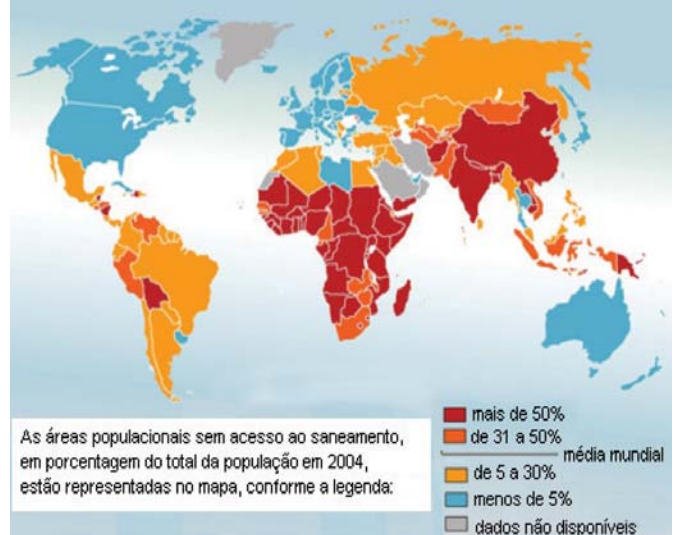 As áreas populacionais sem acesso ao saneamento,
em porcentagem do total da população em 2004,
estão representadas no mapa, conforme a legenda:
mais de 50%
de 31 a 50%
média mundial
de 5 a 30%
menos de 5%
dados não disponíveis